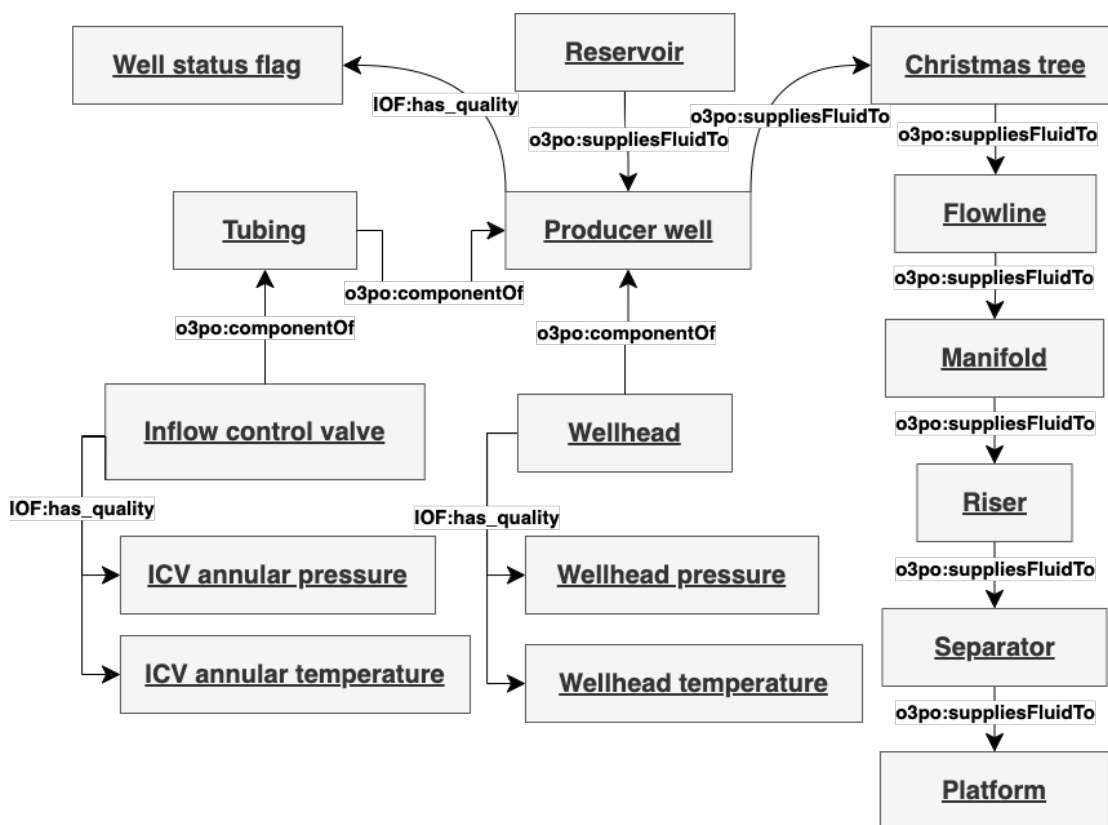 Well status flag
Reservoir
Christmas tree
IOF:has_quality
o3po:suppliesFluidTo
o3po:suppliesFluidTo
o3po:suppliesFluidTo
Tubing
Producer well
Flowline
o3po:componentOf
o3po:suppliesFluidTo
o3po:componentOf
o3po:componentOf
Manifold
Inflow control valve
Wellhead
o3po:suppliesFluidTo
IOF:has_quality
IOF:has_quality
Riser
ICV annular pressure
Wellhead pressure
o3po:suppliesFluidTo
ICV annular temperature
Wellhead temperature
Separator
o3po:suppliesFluidTo
Platform